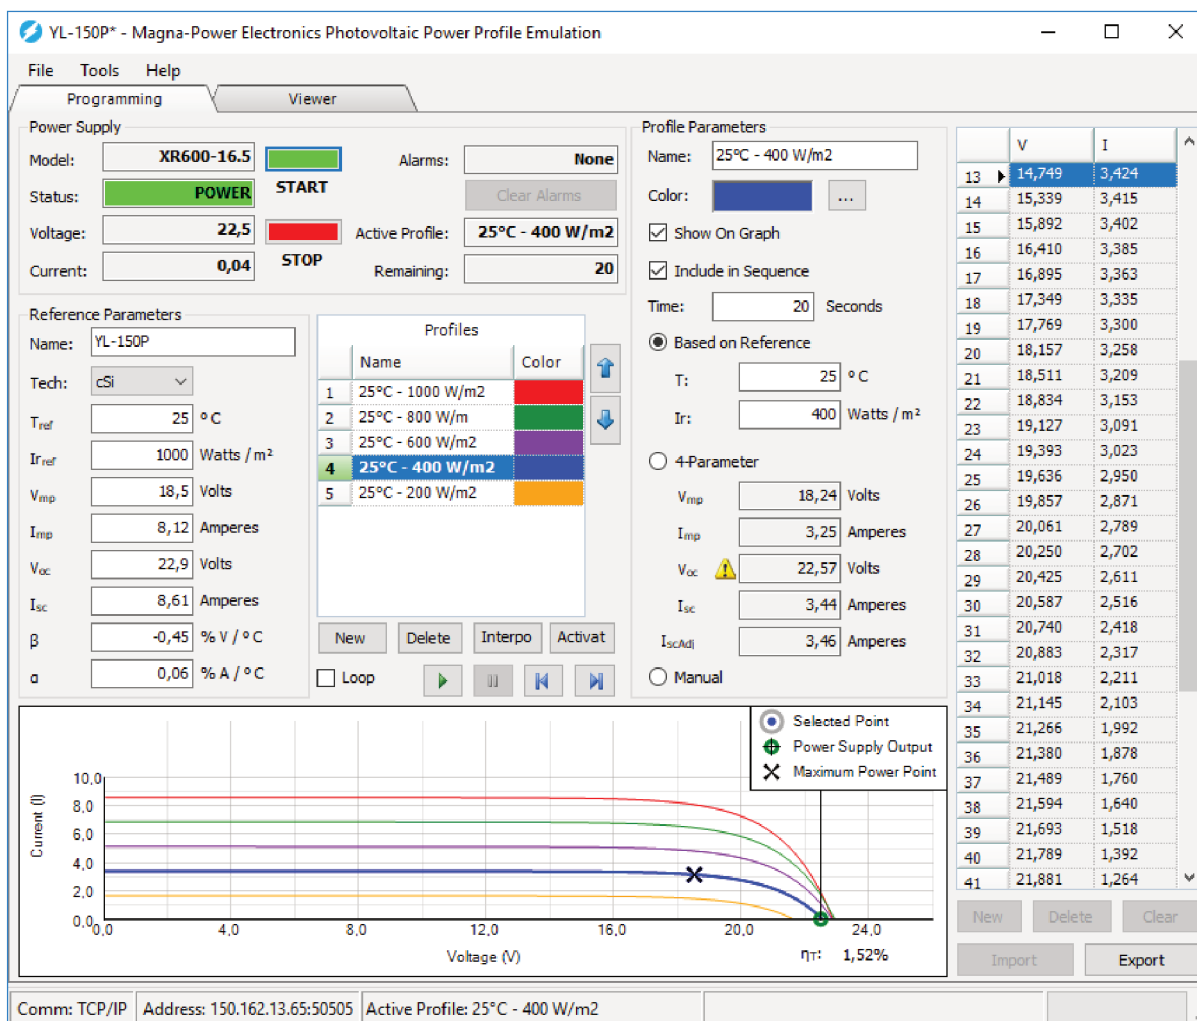 YL-150P* - Magna-Power Electronics Photovoltaic Power Profile Emulation
File Tools Help
Programming Viewer
Power Supply
Model: XR600-16.5 START Alarms: None
Status: POWER Clear Alarms
Voltage: 22,5 STOP Active Profile: 25°C - 400 W/m2
Current: 0,04 Remaining: 20
Reference Parameters
Name: YL-150P
Tech: cSi
Tref 25 °C
Irref 1000 Watts / m²
Vmp 18,5 Volts
Imp 8,12 Amperes
Voc 22,9 Volts
Isc 8,61 Amperes
β -0,45 % V / °C
α 0,06 % A / °C
Profiles
Name Color
1 25°C - 1000 W/m2
2 25°C - 800 W/m
3 25°C - 600 W/m2
4 25°C - 400 W/m2
5 25°C - 200 W/m2
New Delete Interpo Activat
Loop
Profile Parameters
Name: 25°C - 400 W/m2
Color: ...
Show On Graph
Include in Sequence
Time: 20 Seconds
Based on Reference
T: 25 °C
Ir: 400 Watts / m²
4-Parameter
Vmp 18,24 Volts
Imp 3,25 Amperes
Voc 22,57 Volts
Isc 3,44 Amperes
IscAdj 3,46 Amperes
Manual
V I
13 14,749 3,424
14 15,339 3,415
15 15,892 3,402
16 16,410 3,385
17 16,895 3,363
18 17,349 3,335
19 17,769 3,300
20 18,157 3,258
21 18,511 3,209
22 18,834 3,153
23 19,127 3,091
24 19,393 3,023
25 19,636 2,950
26 19,857 2,871
27 20,061 2,789
28 20,250 2,702
29 20,425 2,611
30 20,587 2,516
31 20,740 2,418
32 20,883 2,317
33 21,018 2,211
34 21,145 2,103
35 21,266 1,992
36 21,380 1,878
37 21,489 1,760
38 21,594 1,640
39 21,693 1,518
40 21,789 1,392
41 21,881 1,264
New Delete Clear
Import Export
Selected Point
Power Supply Output
Maximum Power Point
Current (I)
10,0
8,0
6,0
4,0
2,0
0,0
0,0 4,0 8,0 12,0 16,0 20,0 24,0
Voltage (V)
ηT: 1,52%
Comm: TCP/IP Address: 150.162.13.65:50505 Active Profile: 25°C - 400 W/m2